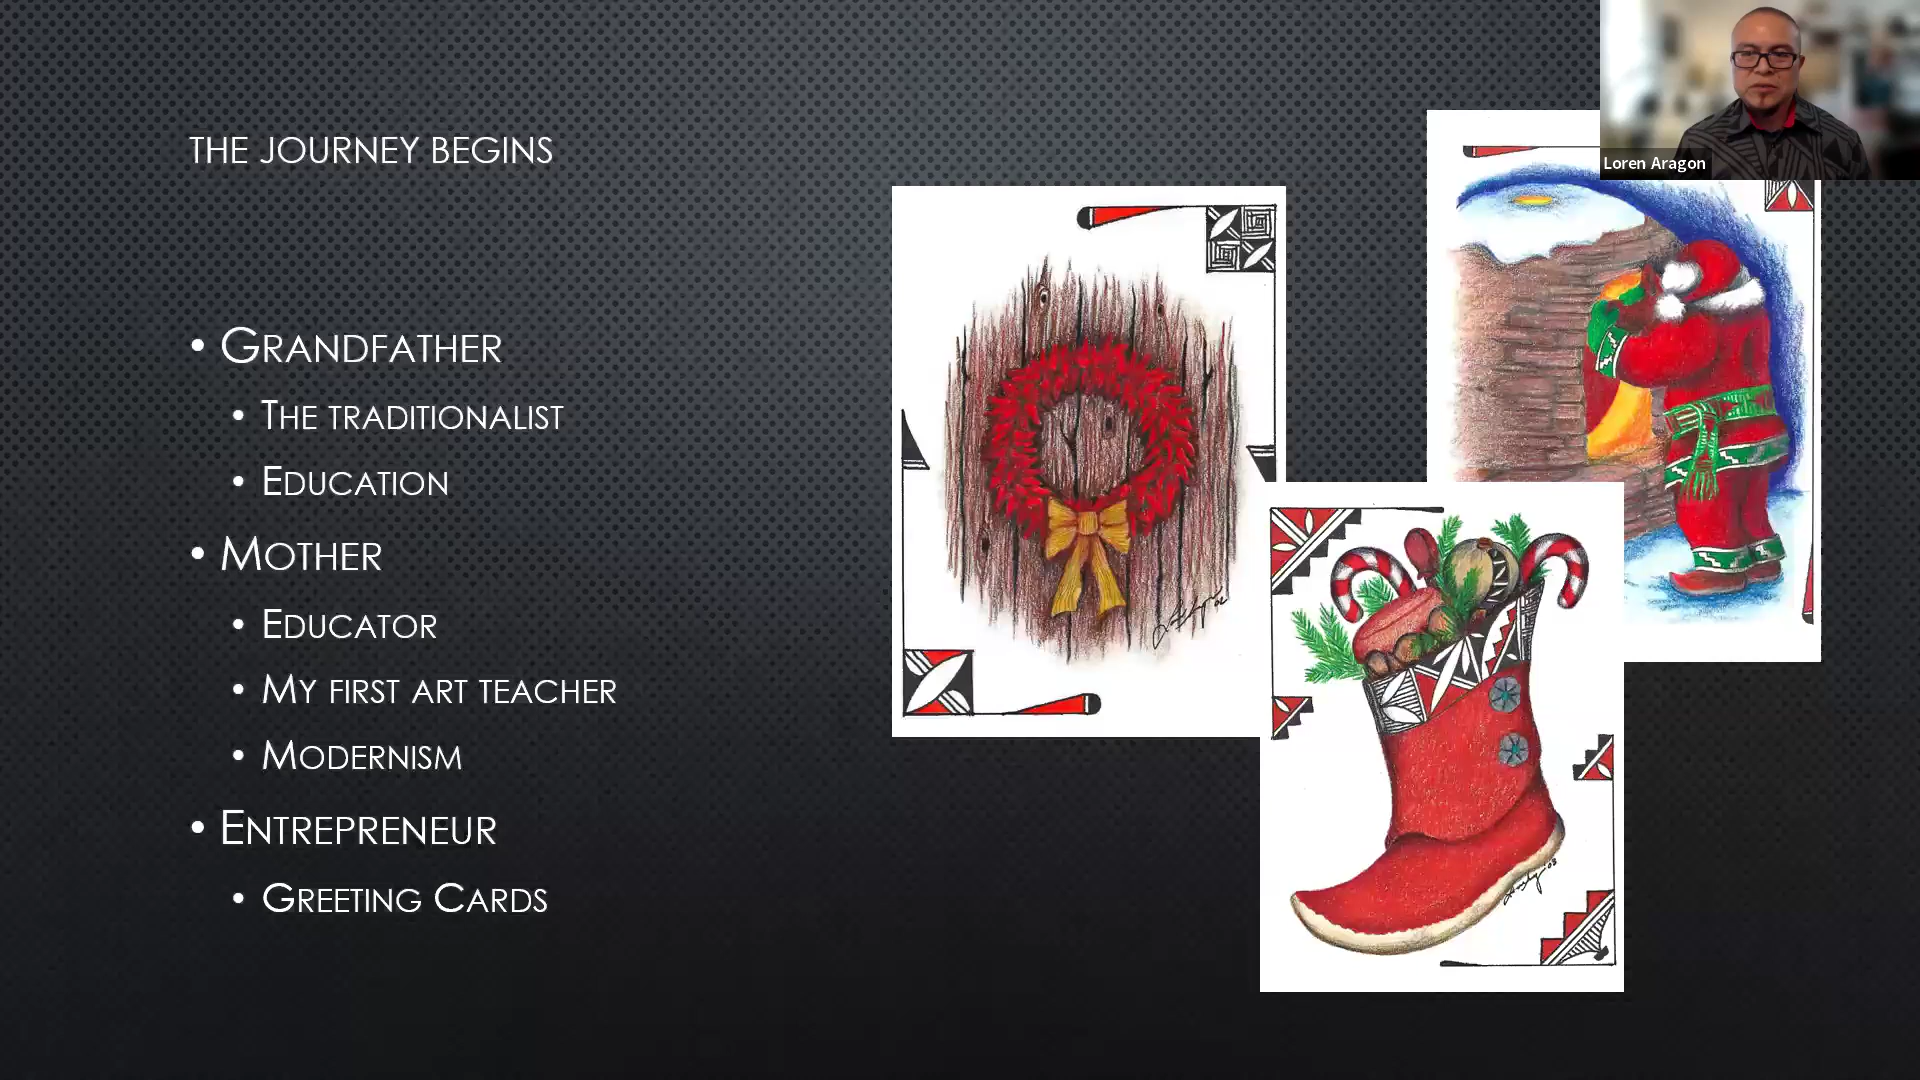 THE JOURNEY BEGINS
• GRANDFATHER
• THE TRADITIONALIST
• EDUCATION
• MOTHER
• EDUCATOR
• MY FIRST ART TEACHER
• MODERNISM
• ENTREPRENEUR
• GREETING CARDS
Loren Aragon